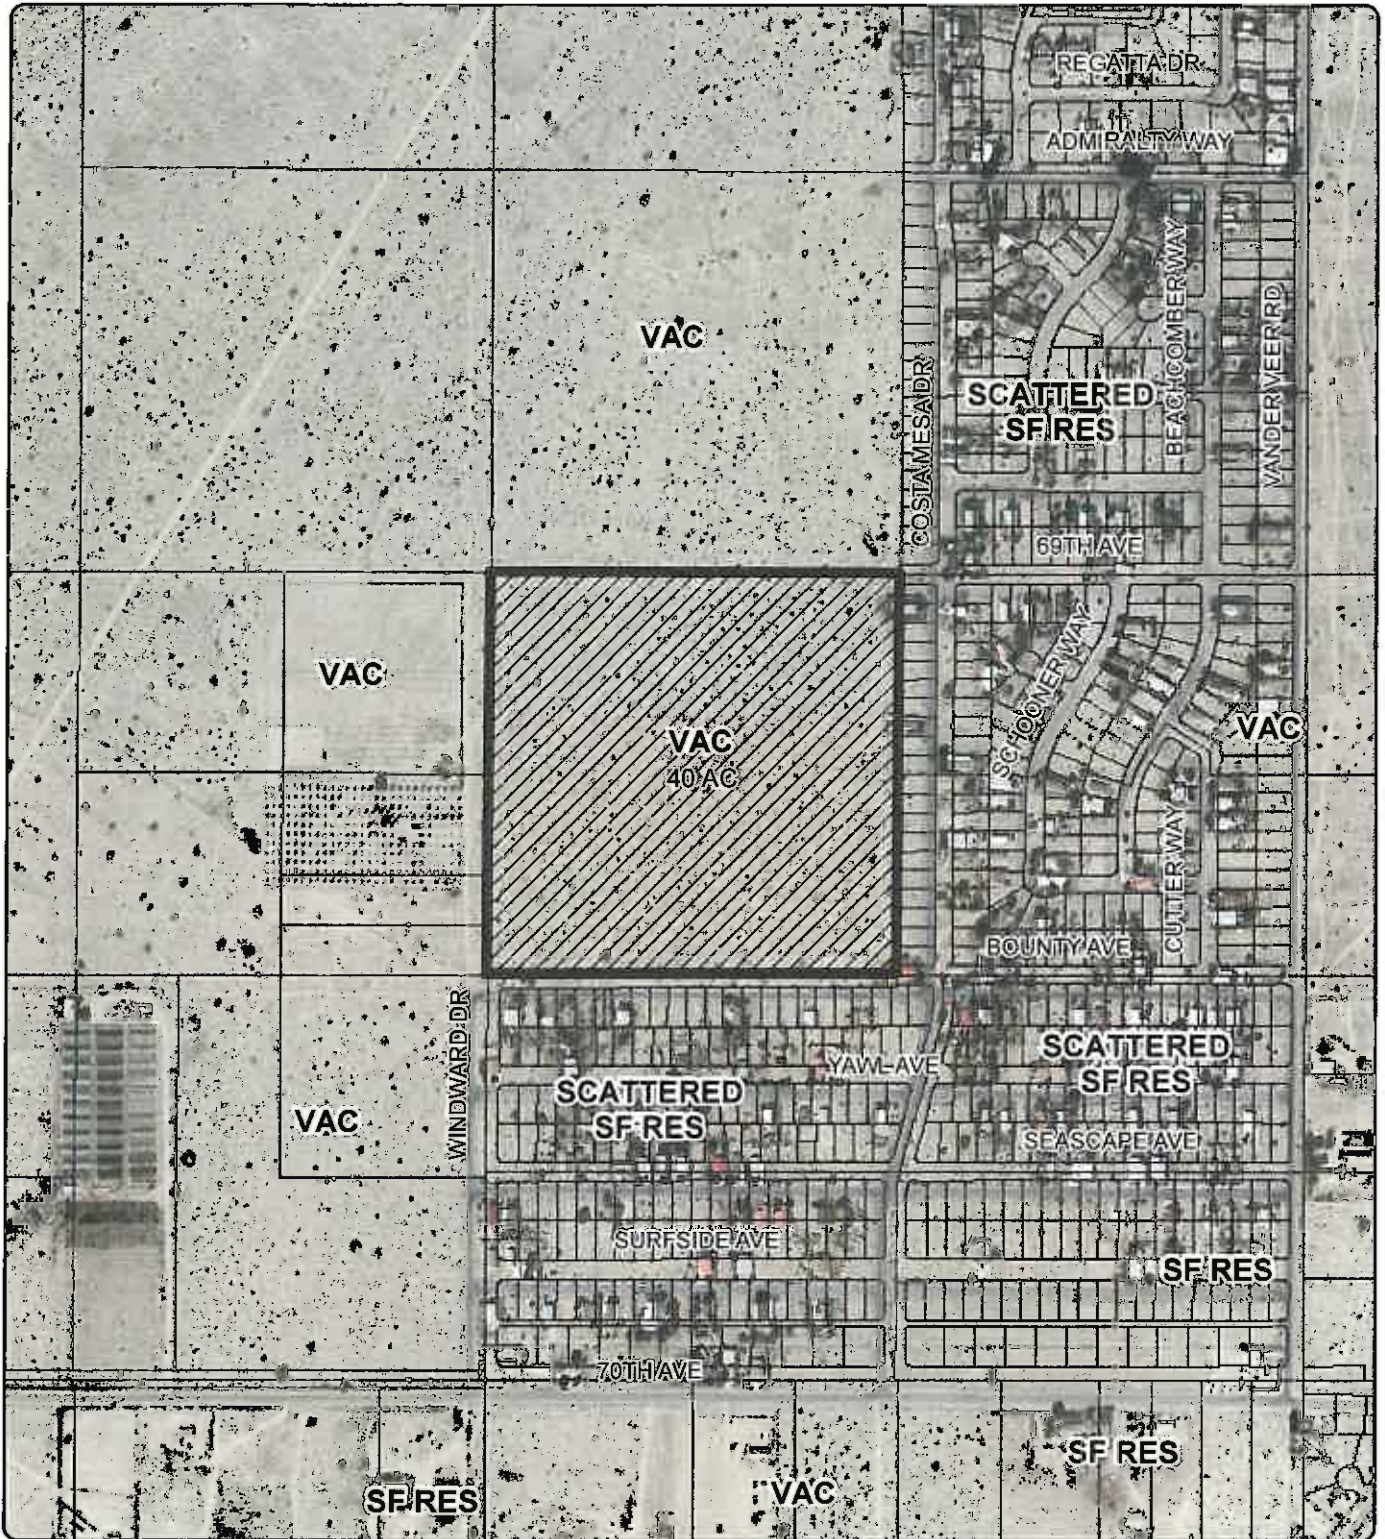 REGATTA DR
ADMIRALTY WAY
BEACHCOMBER WAY
VANDER VEER RD
VAC
COSTA MESA DR
SCATTERED
SF RES
69TH AVE
SCHOONER WAY
VAC
VAC
VAC
40 AC
CULTER WAY
BOUNTY AVE
WINDWARD DR
YAWL AVE
SCATTERED
SF RES
SCATTERED
SF RES
VAC
SEASCAPE AVE
SURFSIDE AVE
SF RES
70TH AVE
SF RES
SF RES
VAC